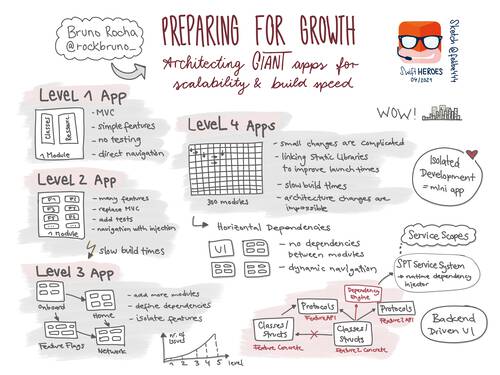 Bruno Rocha
@rockbruno_
PREPARING FOR GROWTH
Architecting GIANT apps for
scalability & build speed
Swift HEROES
04/2021
WOW!
LeveL 1 App
Classes
1 Module
- MVC
- simple features
- no testing
- direct navigation
LeveL 2 App
1 Module
- many features
- replace MVC
- add tests
- navigation with injection
slow build times
LeveL 3 App
Onboard
Home
Feature Flags
Network
- add more modules
- define dependencies
- isolate features
nr. of
issues
1 2 3 4 5
level
LeveL 4 Apps
300 modules
- small changes are complicated
- linking Static Libraries
to improve launch times
- slow build times
- architecture changes are
impossible
Horizontal Dependencies
UI
- no dependencies
between modules
- dynamic navigation
Isolated
Development
= mini app
Service Scopes
SPT Service System
→ runtime dependency
injector
Backend
Driven UI
Dependency
Engine
Protocols
Feature API
Protocols
Feature 2 API
Classes/
Structs
Feature Concrete
Classes/
Structs
Feature 2 Concrete